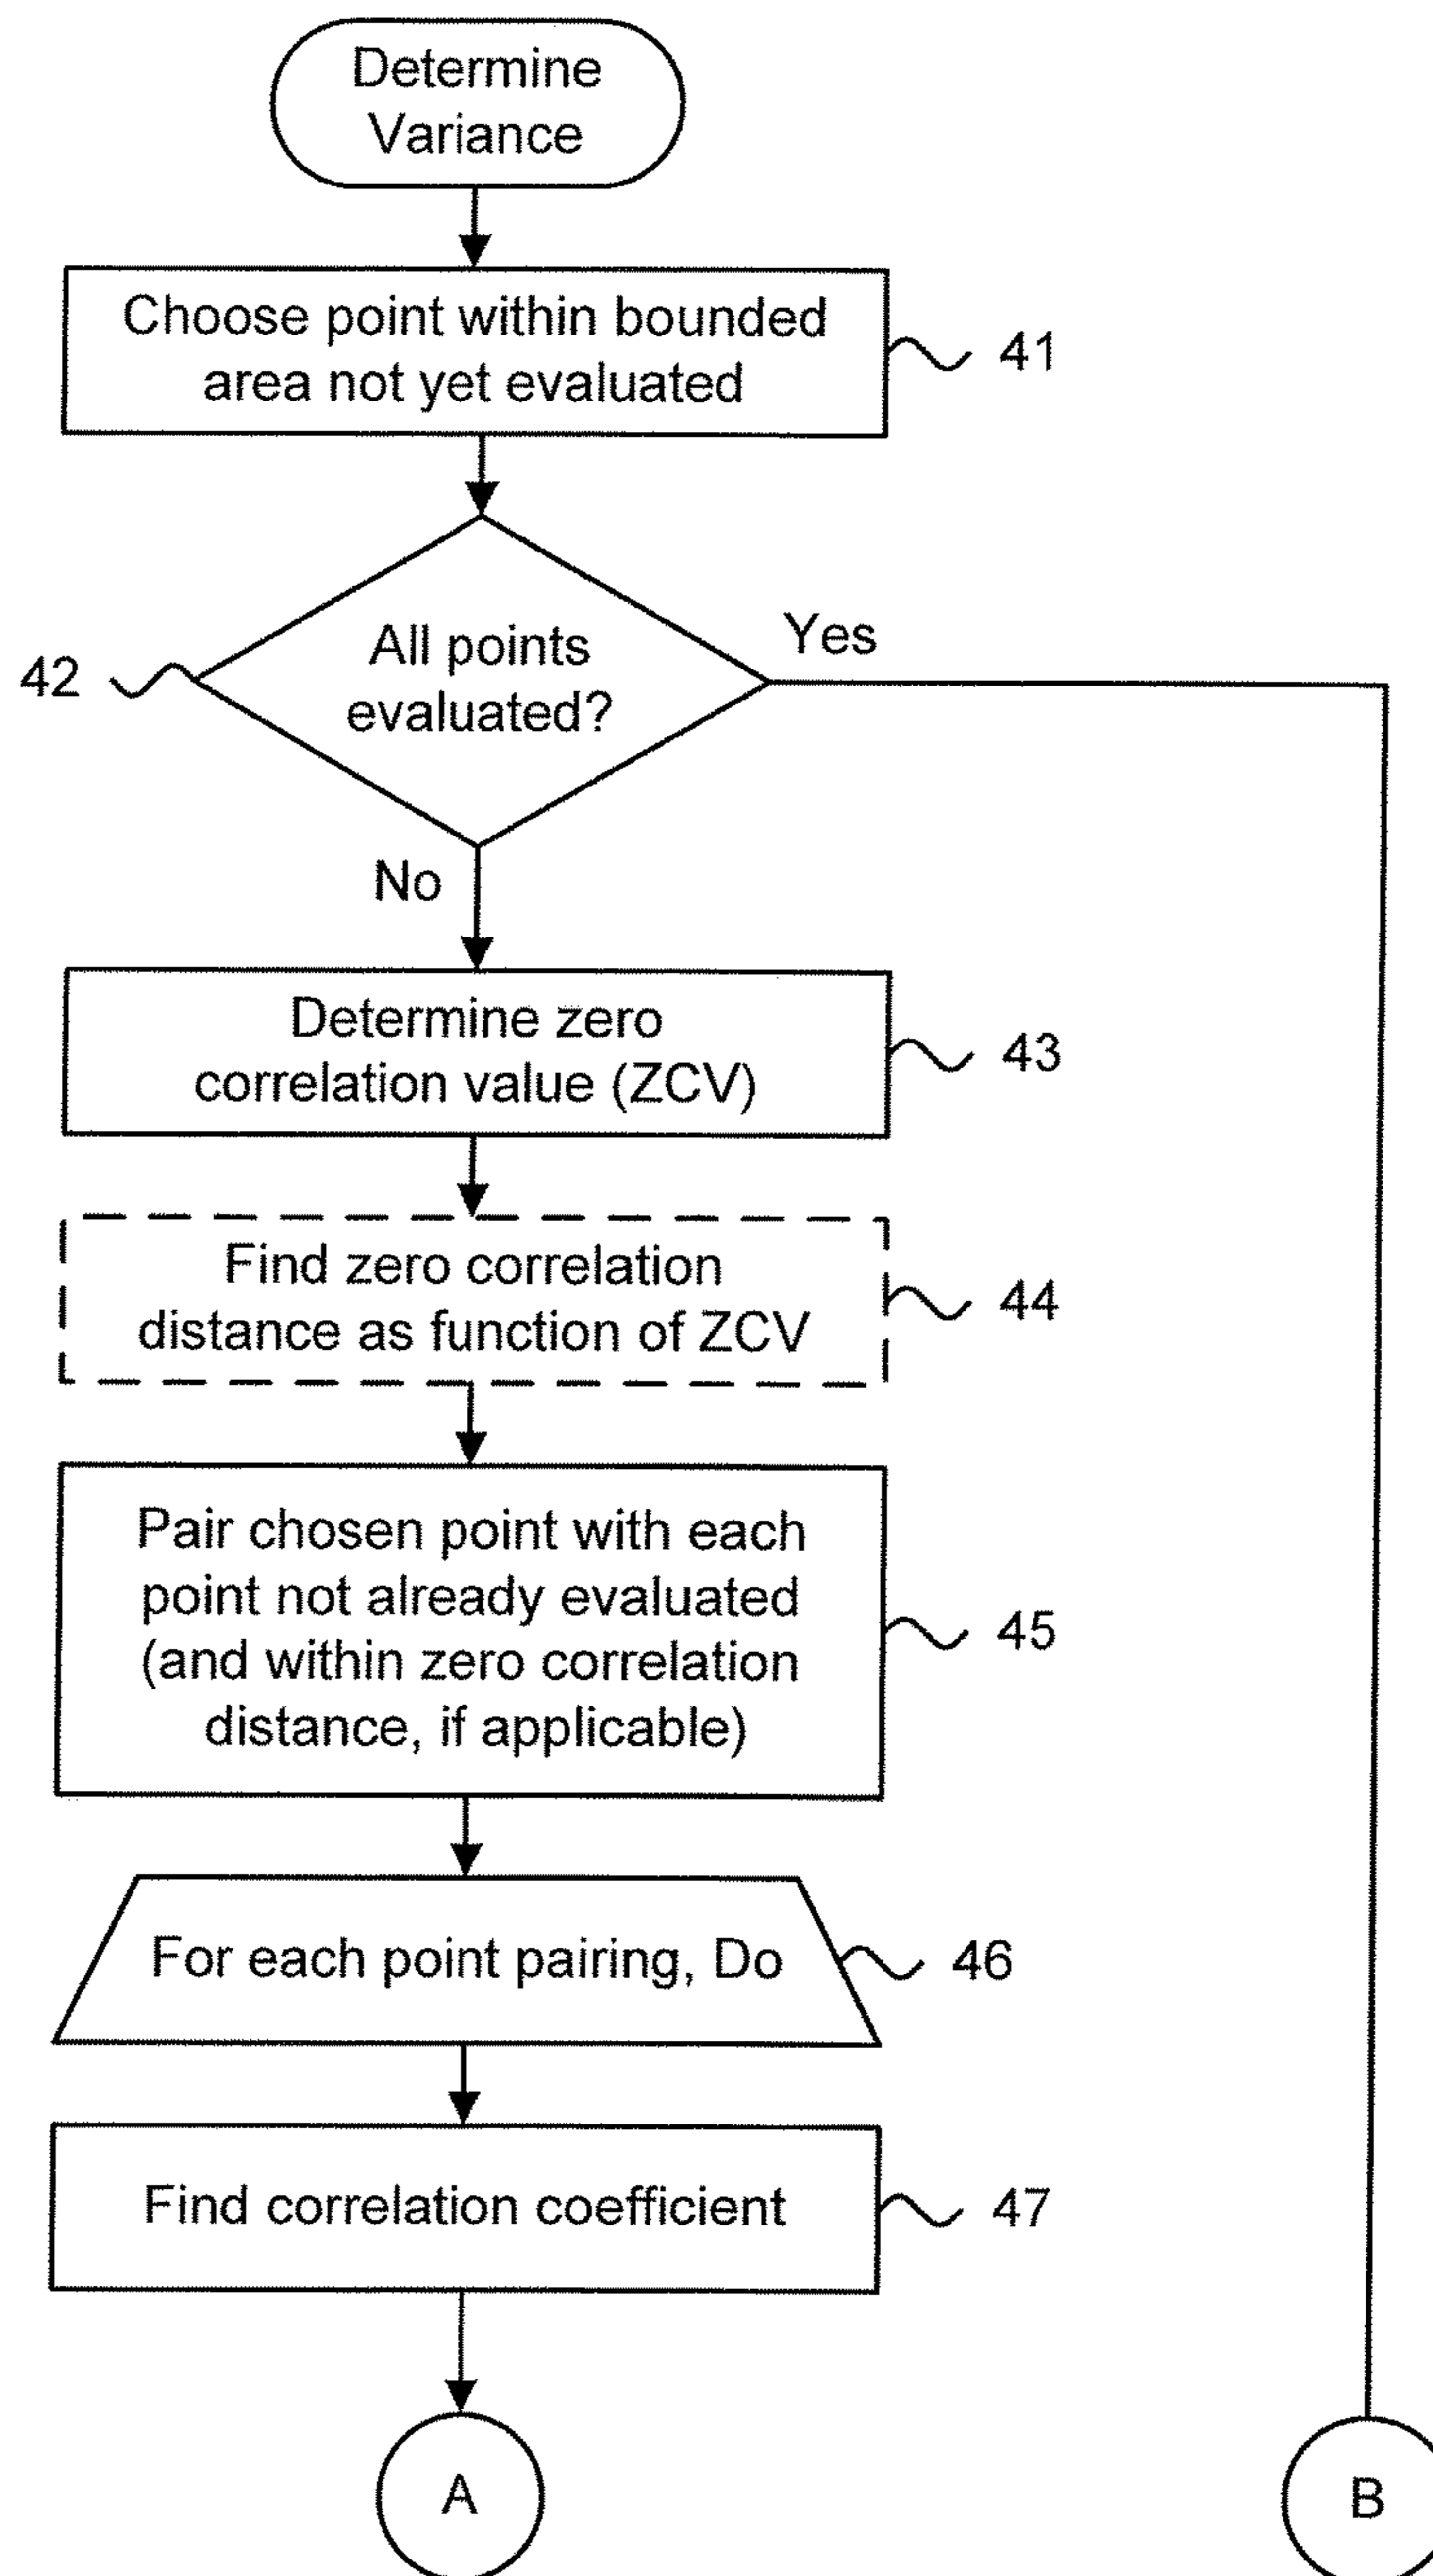 Determine
Variance
Choose point within bounded
area not yet evaluated
41
All points
evaluated?
42
Yes
No
Determine zero
correlation value (ZCV)
43
Find zero correlation
distance as function of ZCV
44
Pair chosen point with each
point not already evaluated
(and within zero correlation
distance, if applicable)
45
For each point pairing, Do
46
Find correlation coefficient
47
A
B